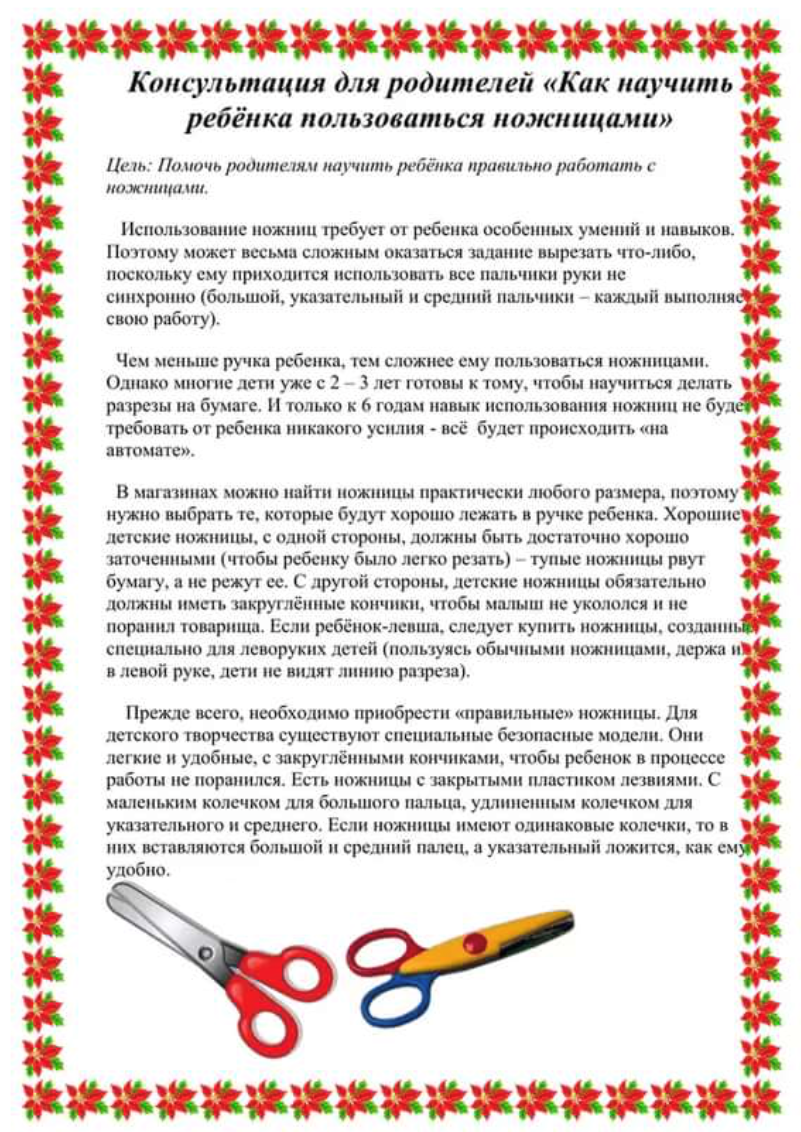 Консультация для родителей «Как научить
ребёнка пользоваться ножницами»
Цель: Помочь родителям научить ребёнка правильно работать с
ножницами.
Использование ножниц требует от ребенка особенных умений и навыков.
Поэтому может весьма сложным оказаться задание вырезать что-либо,
поскольку ему приходится использовать все пальчики руки не
синхронно (большой, указательный и средний пальчики – каждый выполняе
свою работу).
Чем меньше ручка ребенка, тем сложнее ему пользоваться ножницами.
Однако многие дети уже с 2 – 3 лет готовы к тому, чтобы научиться делать
разрезы на бумаге. И только к 6 годам навык использования ножниц не буде
требовать от ребенка никакого усилия - всё будет происходить «на
автомате».
В магазинах можно найти ножницы практически любого размера, поэтому
нужно выбрать те, которые будут хорошо лежать в ручке ребенка. Хорошие
детские ножницы, с одной стороны, должны быть достаточно хорошо
заточенными (чтобы ребенку было легко резать) – тупые ножницы рвут
бумагу, а не режут ее. С другой стороны, детские ножницы обязательно
должны иметь закруглённые кончики, чтобы малыш не укололся и не
поранил товарища. Если ребёнок-левша, следует купить ножницы, созданны
специально для леворуких детей (пользуясь обычными ножницами, держа и
в левой руке, дети не видят линию разреза).
Прежде всего, необходимо приобрести «правильные» ножницы. Для
детского творчества существуют специальные безопасные модели. Они
легкие и удобные, с закруглёнными кончиками, чтобы ребенок в процессе
работы не поранился. Есть ножницы с закрытыми пластиком лезвиями. С
маленьким колечком для большого пальца, удлиненным колечком для
указательного и среднего. Если ножницы имеют одинаковые колечки, то в
них вставляются большой и средний палец, а указательный ложится, как ему
удобно.